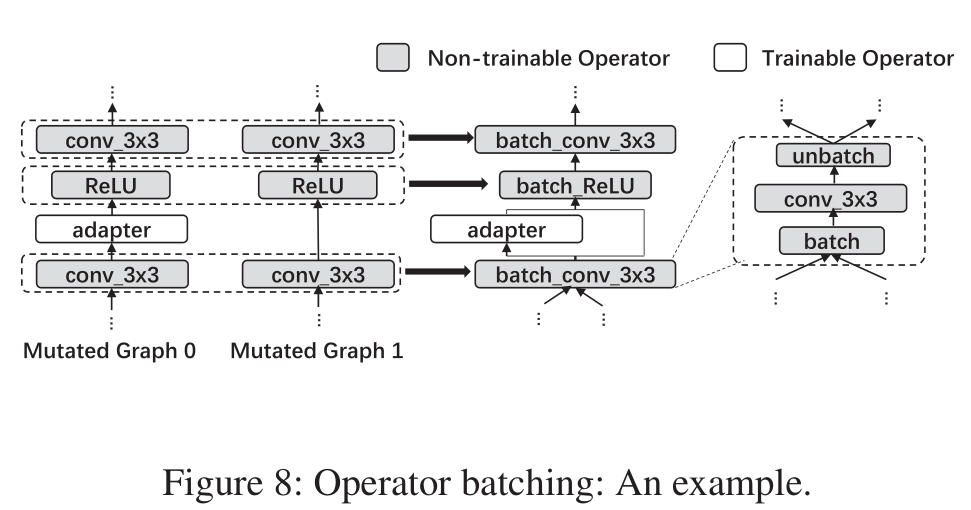 Non-trainable Operator
Trainable Operator
conv_3x3
conv_3x3
batch_conv_3x3
unbatch
ReLU
ReLU
batch_ReLU
conv_3x3
adapter
adapter
batch
conv_3x3
conv_3x3
batch_conv_3x3
Mutated Graph 0
Mutated Graph 1
Figure 8: Operator batching: An example.